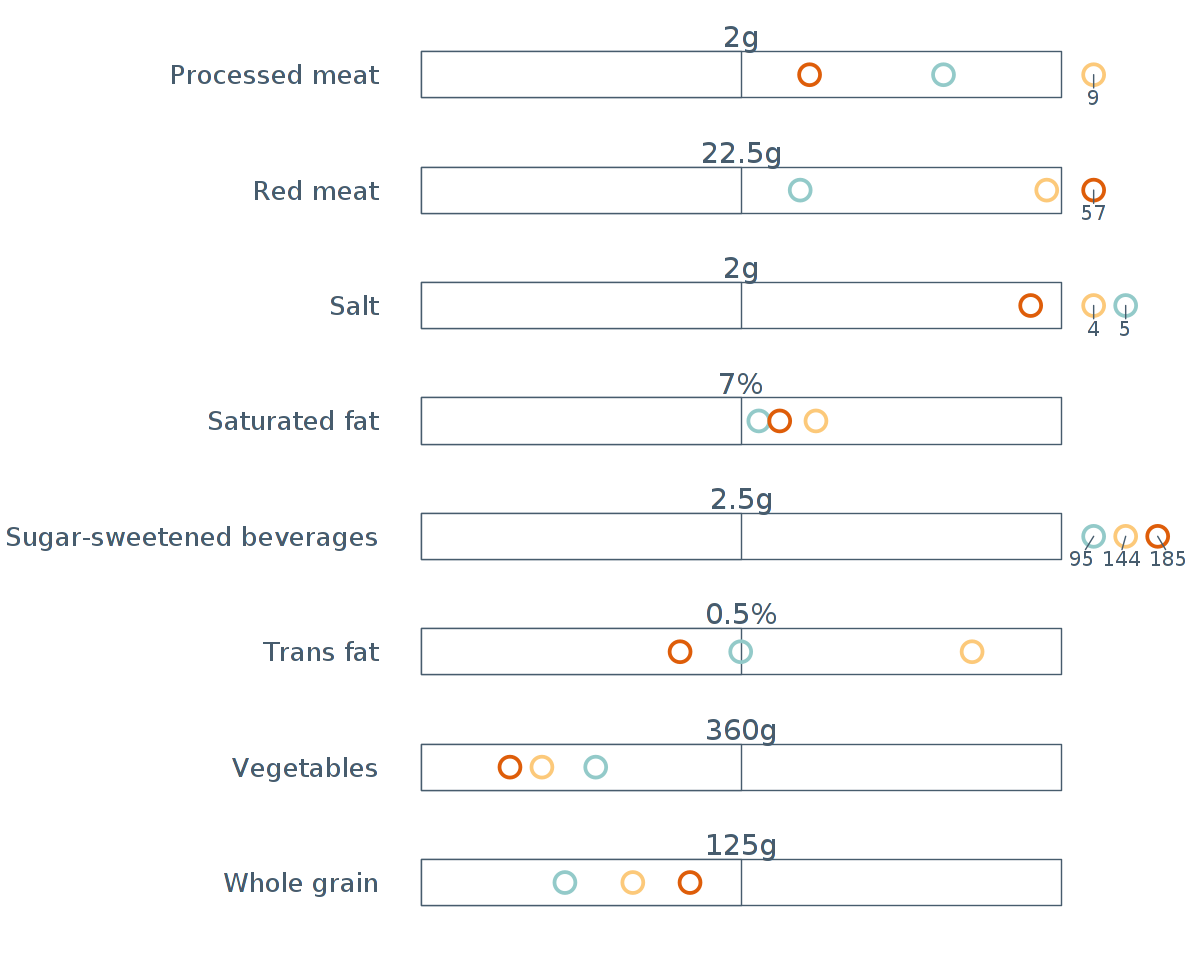 2g
Processed meat
9
22.5g
Red meat
57
2g
Salt
4 5
7%
Saturated fat
2.5g
Sugar-sweetened beverages
95 144 185
0.5%
Trans fat
360g
Vegetables
125g
Whole grain